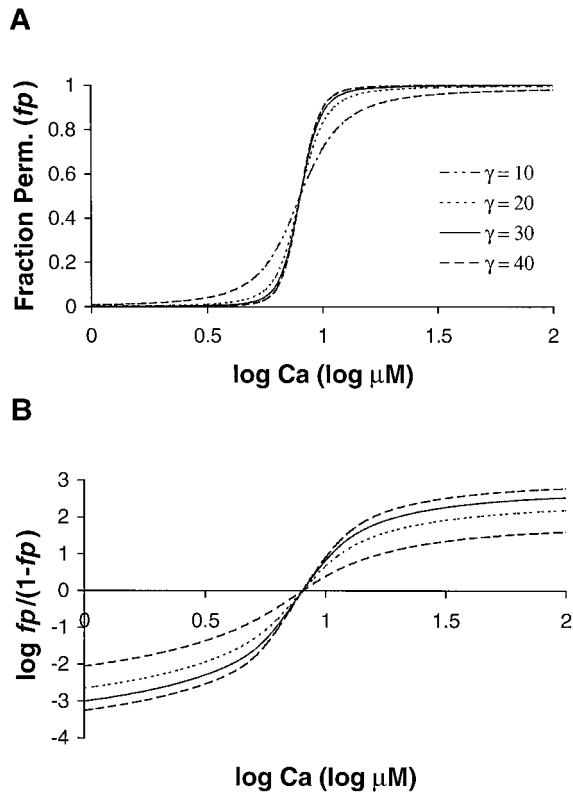 A
Fraction Perm. (fp)
1
0.8
0.6
0.4
0.2
0
γ = 10
γ = 20
γ = 30
γ = 40
0 0.5 1 1.5 2
log Ca (log μM)
B
log fp/(1-fp)
3
2
1
0
-1
-2
-3
-4
0 0.5 1 1.5 2
log Ca (log μM)